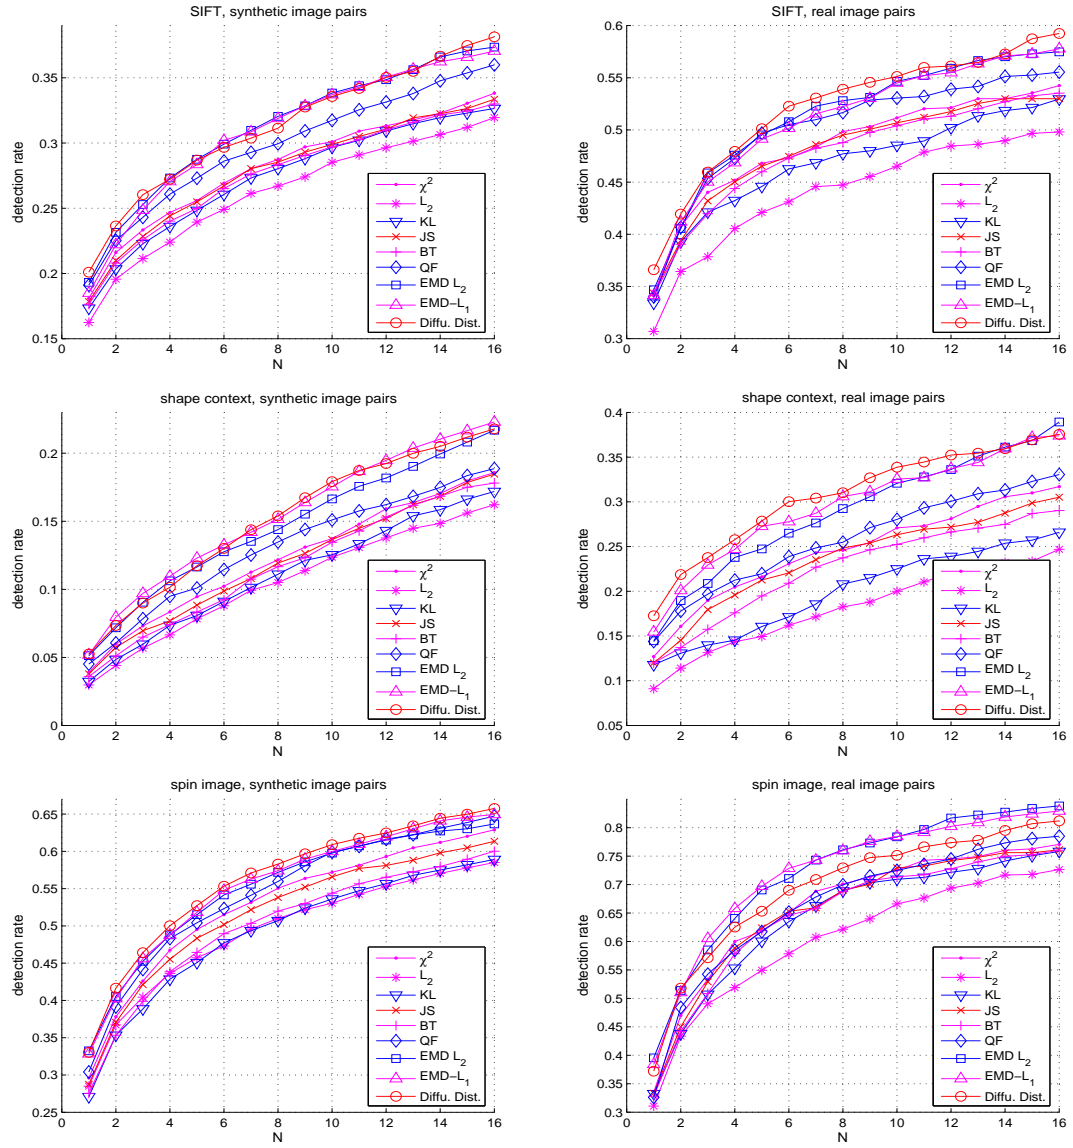 SIFT, synthetic image pairs
detection rate
0.35
0.3
0.25
0.2
0.15
0 2 4 6 8 10 12 14 16
N
χ²
L₂
KL
JS
BT
QF
EMD L₂
EMD−L₁
Diffu. Dist.
SIFT, real image pairs
detection rate
0.6
0.55
0.5
0.45
0.4
0.35
0.3
0 2 4 6 8 10 12 14 16
N
χ²
L₂
KL
JS
BT
QF
EMD L₂
EMD−L₁
Diffu. Dist.
shape context, synthetic image pairs
detection rate
0.2
0.15
0.1
0.05
0
0 2 4 6 8 10 12 14 16
N
χ²
L₂
KL
JS
BT
QF
EMD L₂
EMD−L₁
Diffu. Dist.
shape context, real image pairs
detection rate
0.4
0.35
0.3
0.25
0.2
0.15
0.1
0.05
0 2 4 6 8 10 12 14 16
N
χ²
L₂
KL
JS
BT
QF
EMD L₂
EMD−L₁
Diffu. Dist.
spin image, synthetic image pairs
detection rate
0.65
0.6
0.55
0.5
0.45
0.4
0.35
0.3
0.25
0 2 4 6 8 10 12 14 16
N
χ²
L₂
KL
JS
BT
QF
EMD L₂
EMD−L₁
Diffu. Dist.
spin image, real image pairs
detection rate
0.8
0.75
0.7
0.65
0.6
0.55
0.5
0.45
0.4
0.35
0.3
0 2 4 6 8 10 12 14 16
N
χ²
L₂
KL
JS
BT
QF
EMD L₂
EMD−L₁
Diffu. Dist.